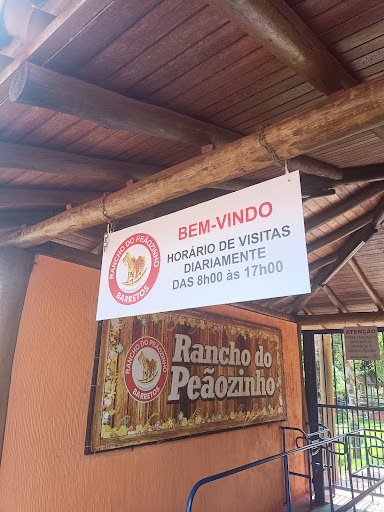 BEM-VINDO
HORÁRIO DE VISITAS
DIARIAMENTE
DAS 8h00 às 17h00
RANCHO DO PEÃOZINHO
BARRETOS
Rancho do
Peãozinho
RANCHO DO PEÃOZINHO
BARRETOS
ATENÇÃO